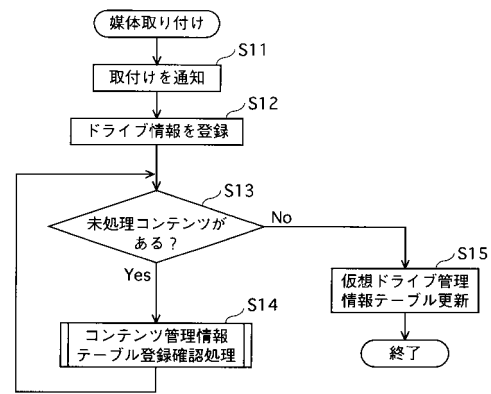 媒体取り付け
S11
取付けを通知
S12
ドライブ情報を登録
S13
未処理コンテンツが
ある?
No
Yes
S15
仮想ドライブ管理
情報テーブル更新
S14
コンテンツ管理情報
テーブル登録確認処理
終了